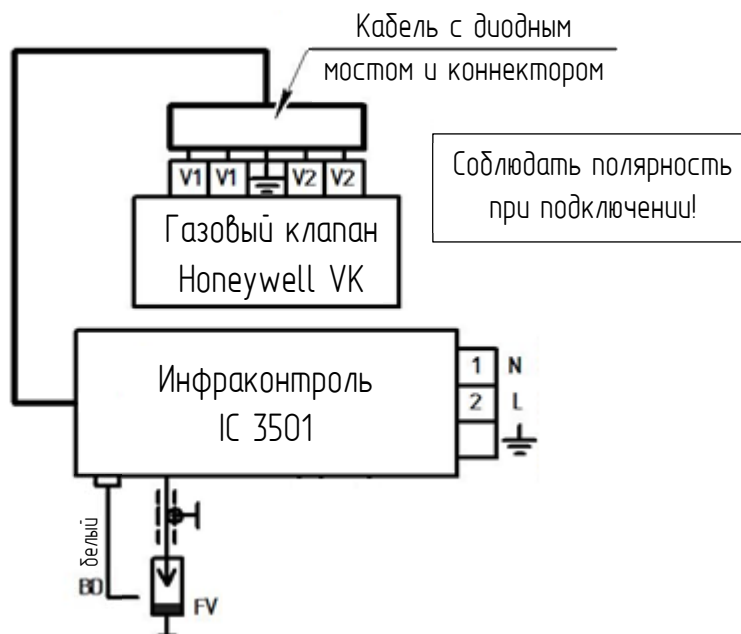 Кабель с диодным
мостом и коннектором
V1 V1 V2 V2
Соблюдать полярность
при подключении!
Газовый клапан
Honeywell VK
Инфраконтроль
IC 3501
1 N
2 L
белый
BD
FV